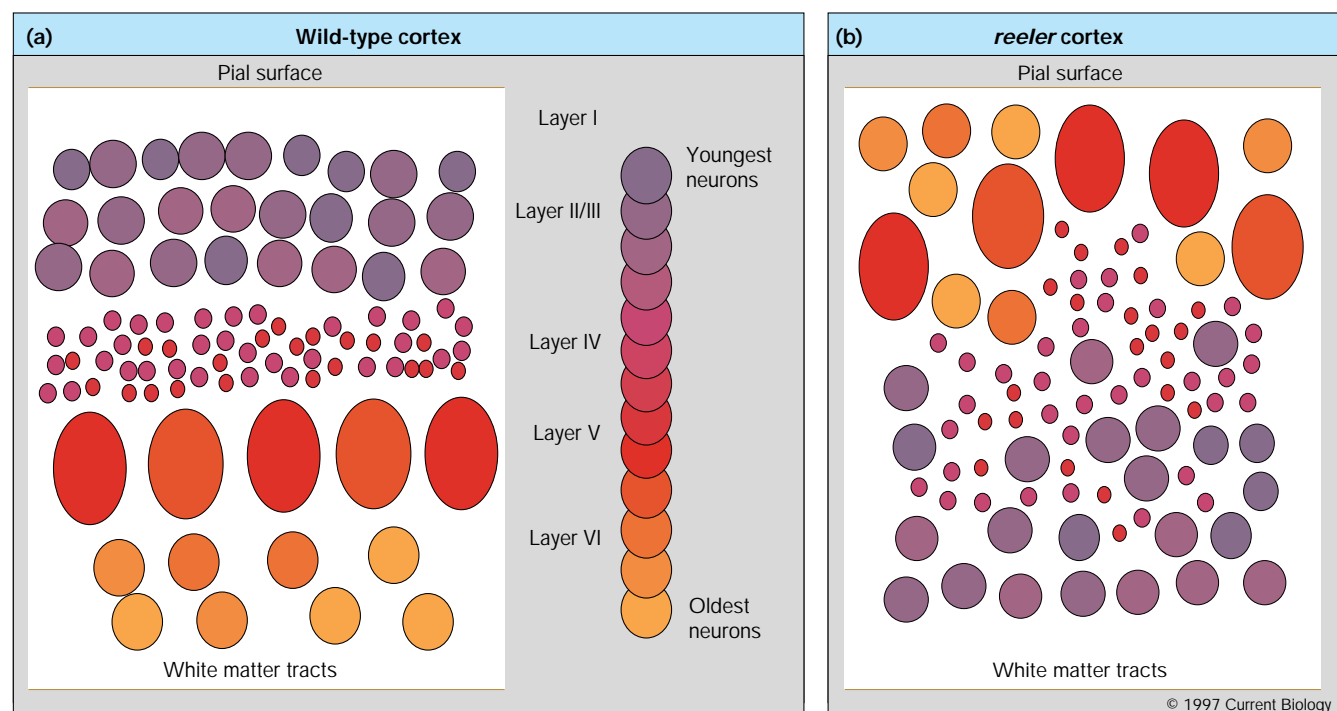 (a) Wild-type cortex
Pial surface
Layer I
Youngest
neurons
Layer II/III
Layer IV
Layer V
Layer VI
Oldest
neurons
White matter tracts
(b) reeler cortex
Pial surface
White matter tracts
© 1997 Current Biology